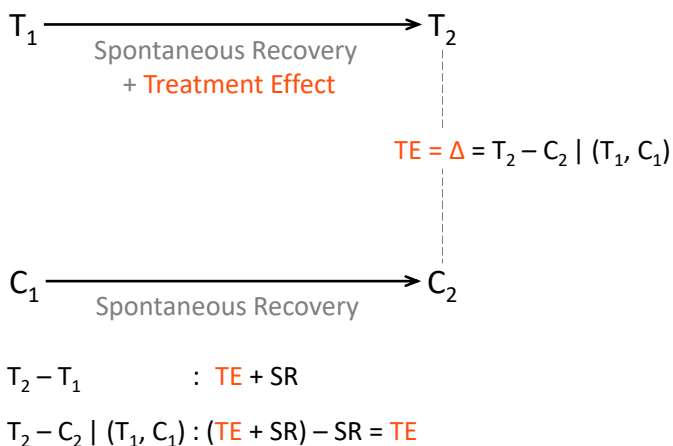 T₁ T₂
Spontaneous Recovery
+ Treatment Effect
TE = Δ = T₂ – C₂ | (T₁, C₁)
C₁ C₂
Spontaneous Recovery
T₂ – T₁ : TE + SR
T₂ – C₂ | (T₁, C₁) : (TE + SR) – SR = TE